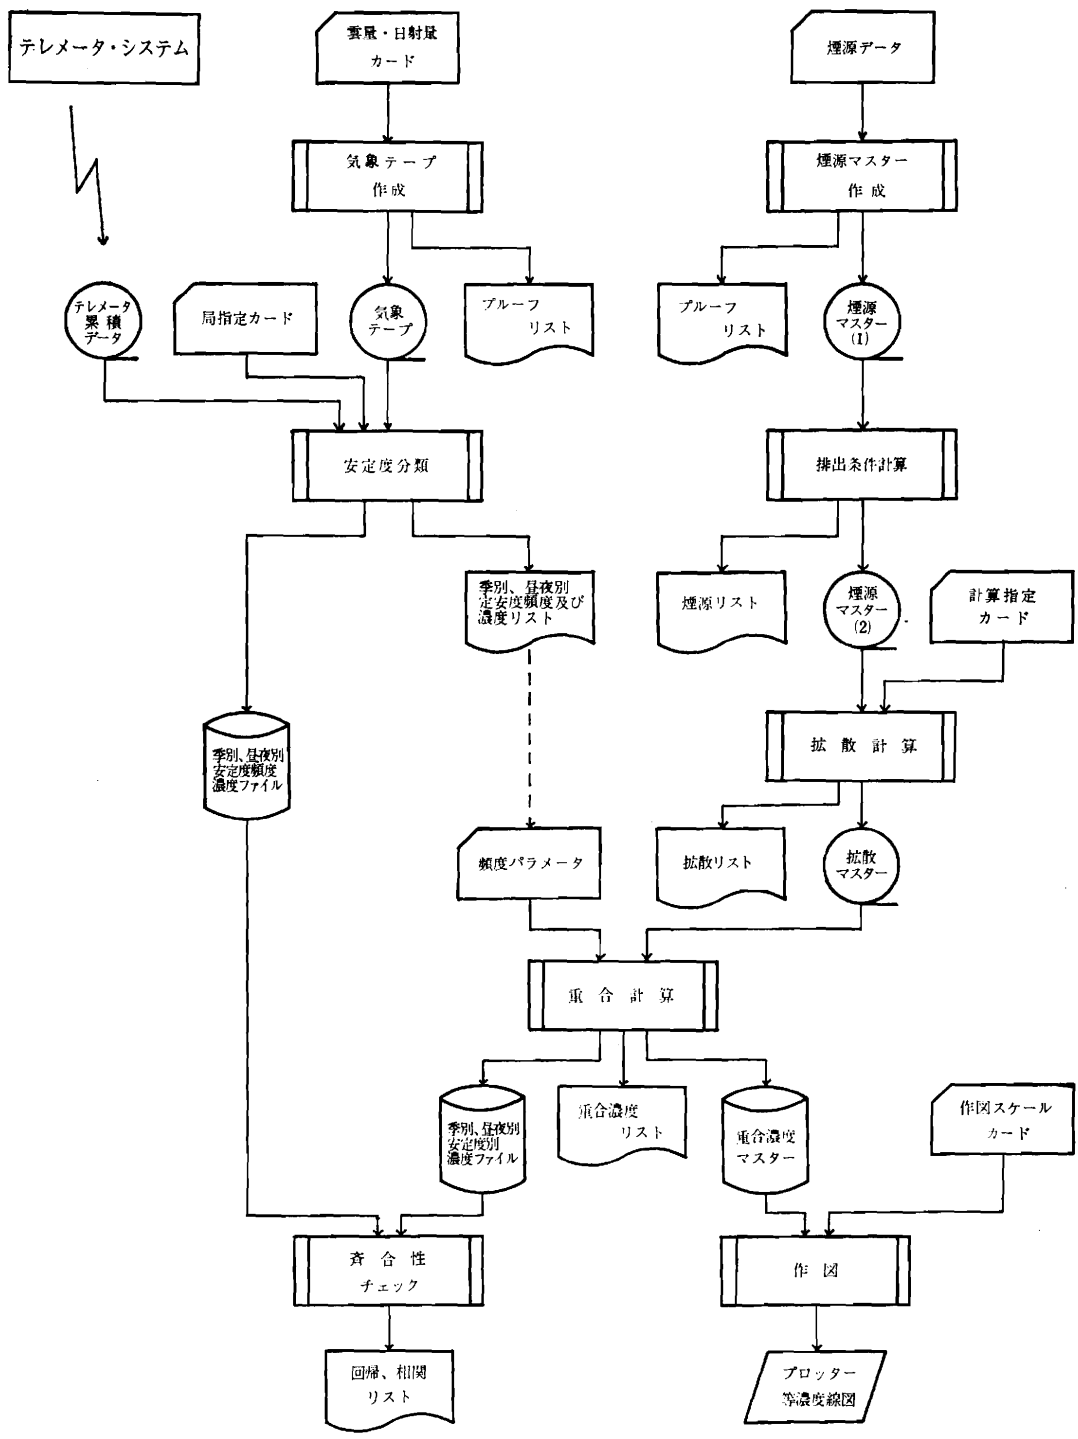 テレメータ・システム
雲量・日射量
カード
煙源データ
気象テープ
作成
煙源マスター
作成
テレメータ
累積
データ
局指定カード
気象
テープ
プルーフ
リスト
プルーフ
リスト
煙源
マスター
(1)
安定度分類
排出条件計算
季別、昼夜別
定安度頻度及び
濃度リスト
煙源リスト
煙源
マスター
(2)
計算指定
カード
季別、昼夜別
安定度頻度
濃度ファイル
拡散計算
頻度パラメータ
拡散リスト
拡散
マスター
重合計算
季別、昼夜別
安定度別
濃度ファイル
重合濃度
リスト
重合濃度
マスター
作図スケール
カード
斉合性
チェック
作図
回帰、相関
リスト
プロッター
等濃度線図